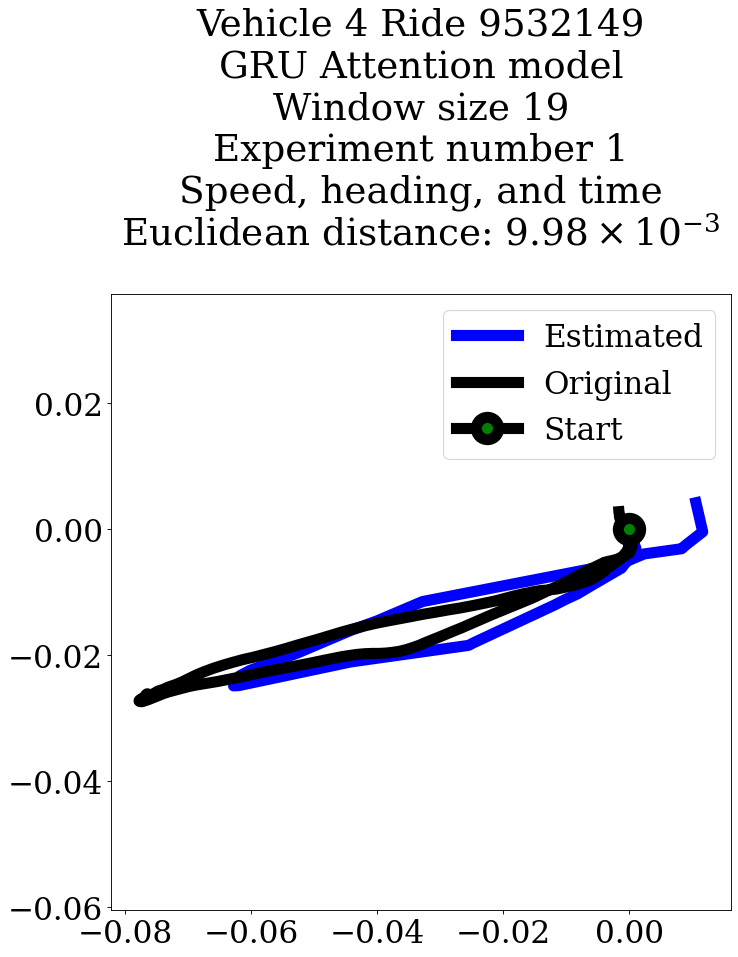 Vehicle 4 Ride 9532149
GRU Attention model
Window size 19
Experiment number 1
Speed, heading, and time
Euclidean distance: 9.98 × 10⁻³
Estimated
Original
Start
0.02
0.00
−0.02
−0.04
−0.06
−0.08 −0.06 −0.04 −0.02 0.00